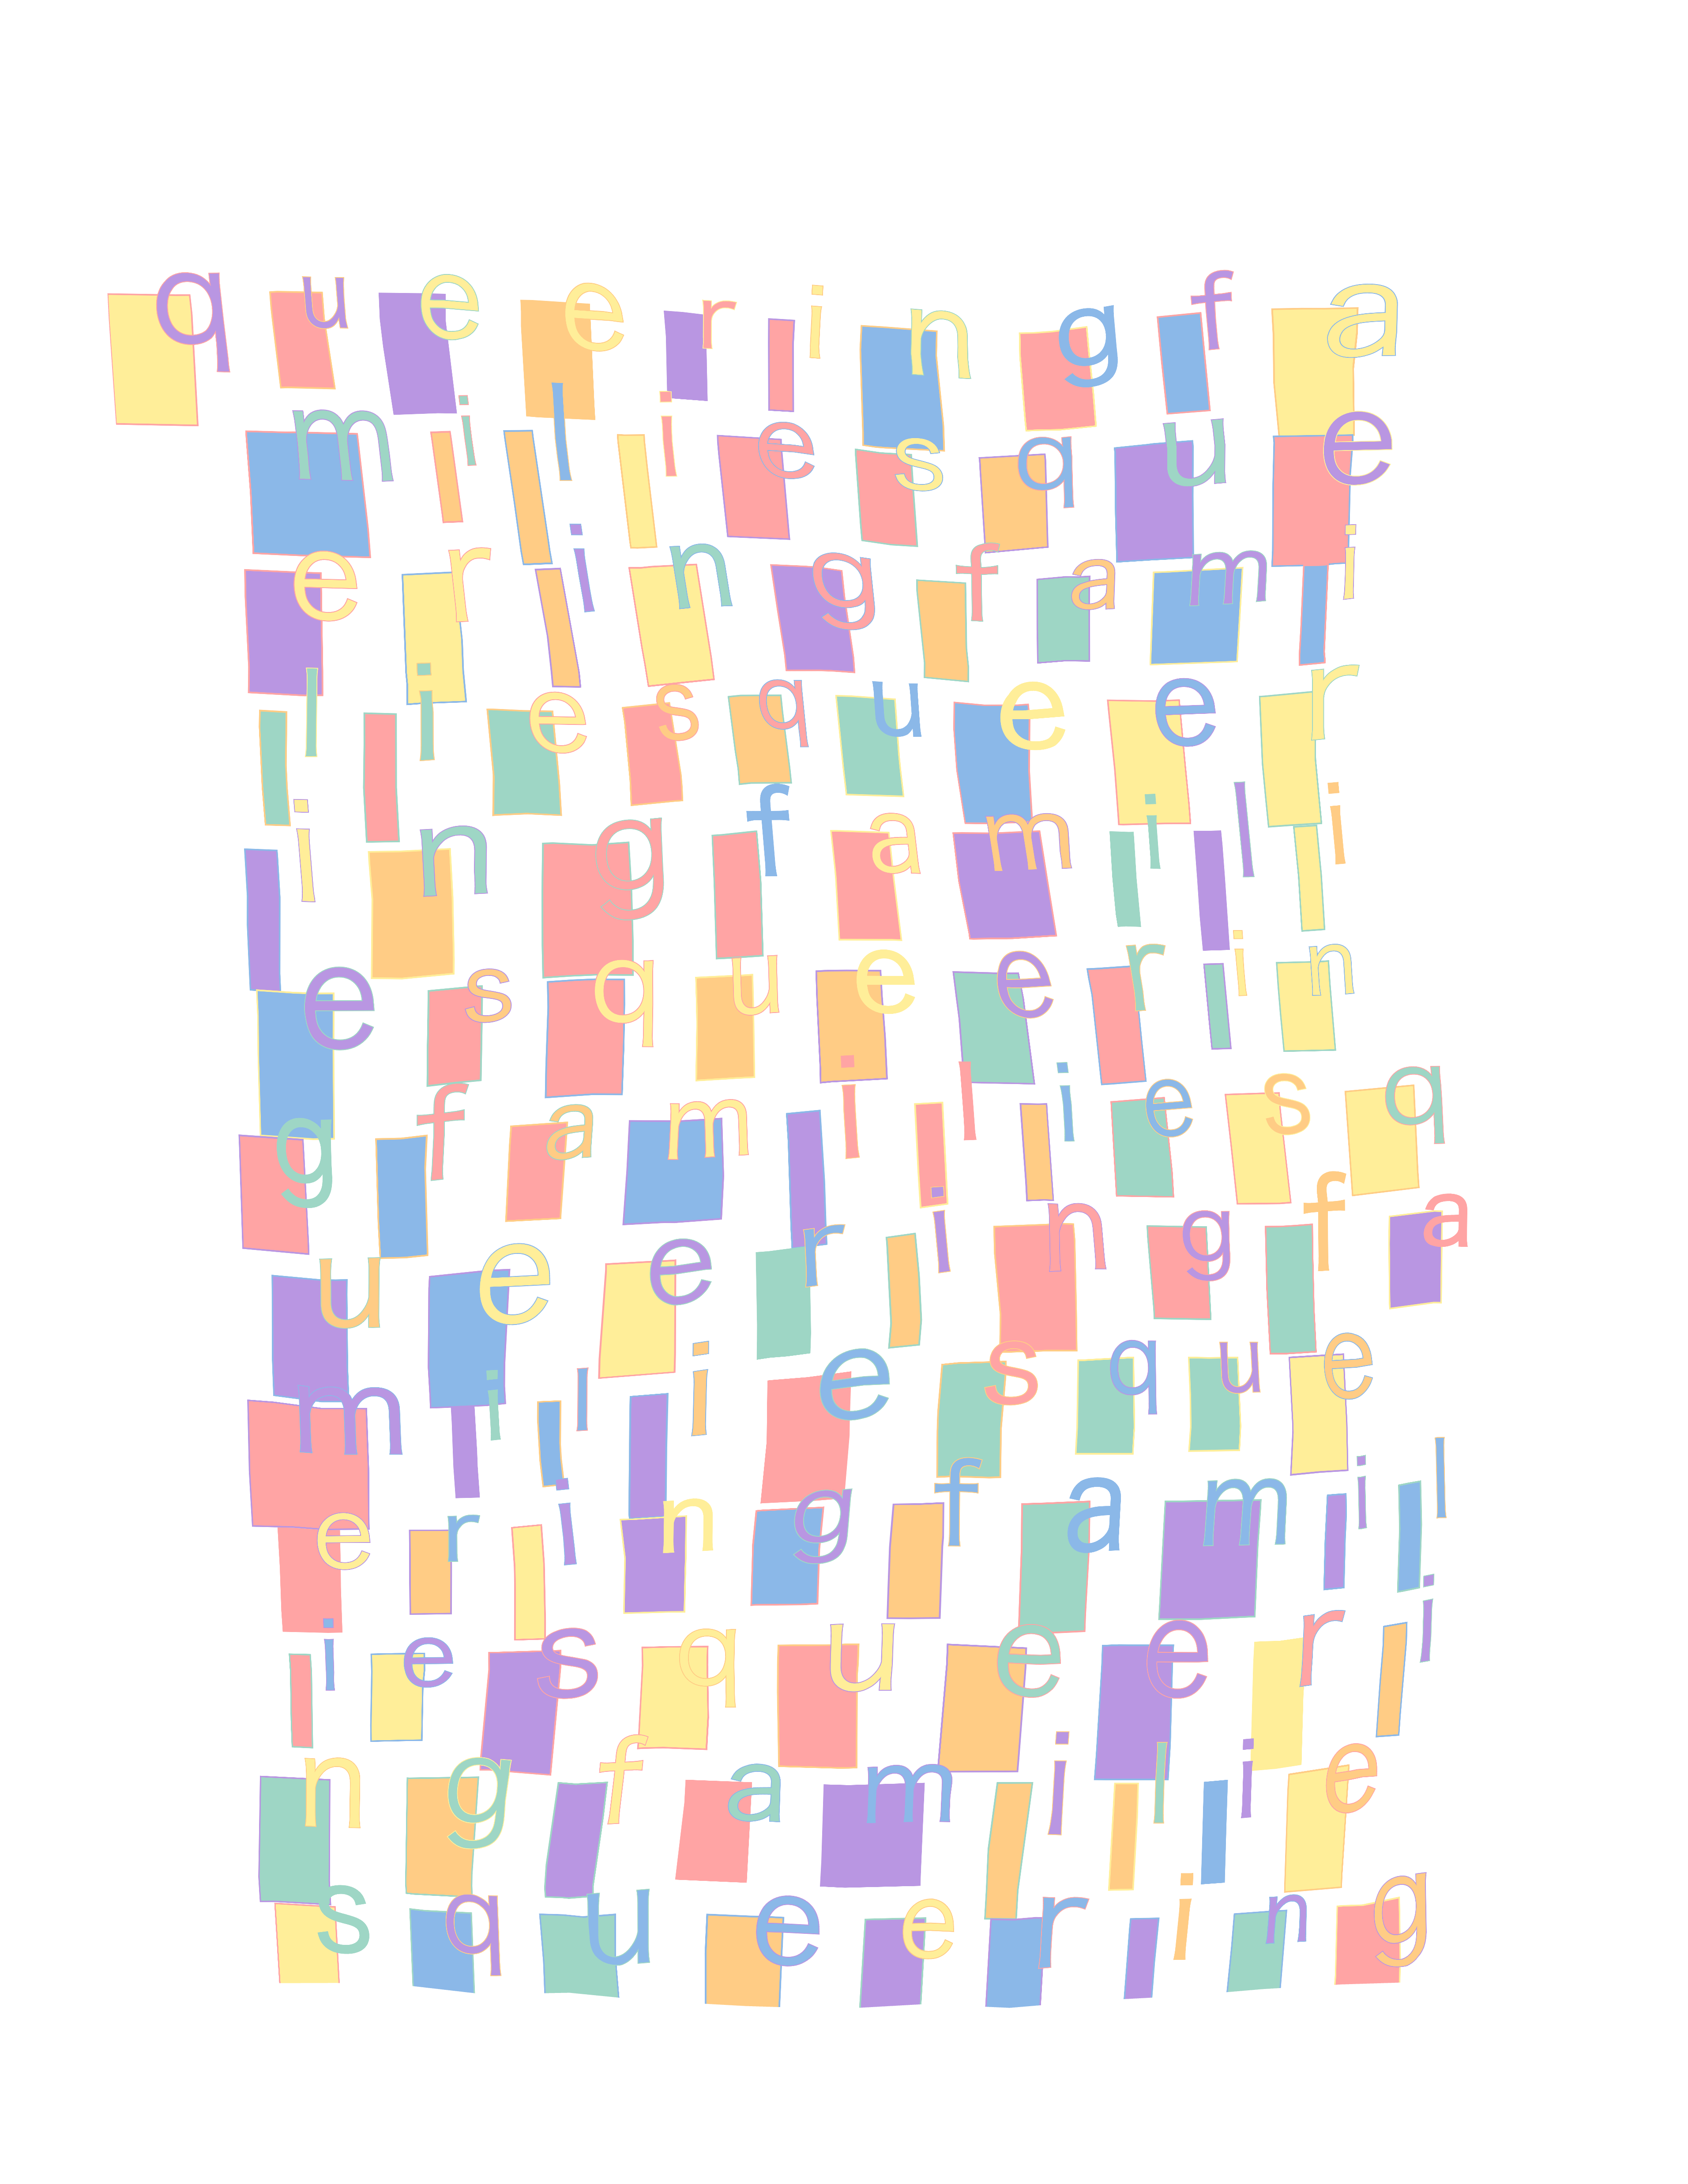 queeringfa
miliesque
eringfami
liesqueer
ingfamili
esqueerin
gfamiliesq
ueeringfa
miliesque
eringfamil
iesqueeri
ngfamilie
squeering